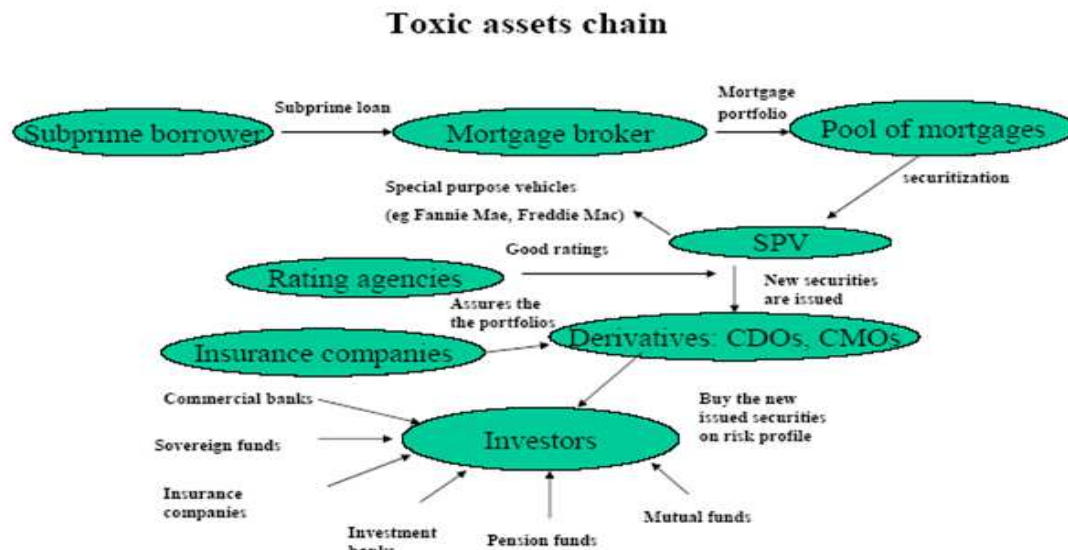 Toxic assets chain
Subprime borrower
Subprime loan
Mortgage broker
Mortgage
portfolio
Pool of mortgages
securitization
Special purpose vehicles
(eg Fannie Mae, Freddie Mac)
SPV
Good ratings
Rating agencies
New securities
are issued
Assures the
the portfolios
Insurance companies
Derivatives: CDOs, CMOs
Commercial banks
Buy the new
issued securities
on risk profile
Sovereign funds
Investors
Insurance
companies
Investment
Pension funds
Mutual funds